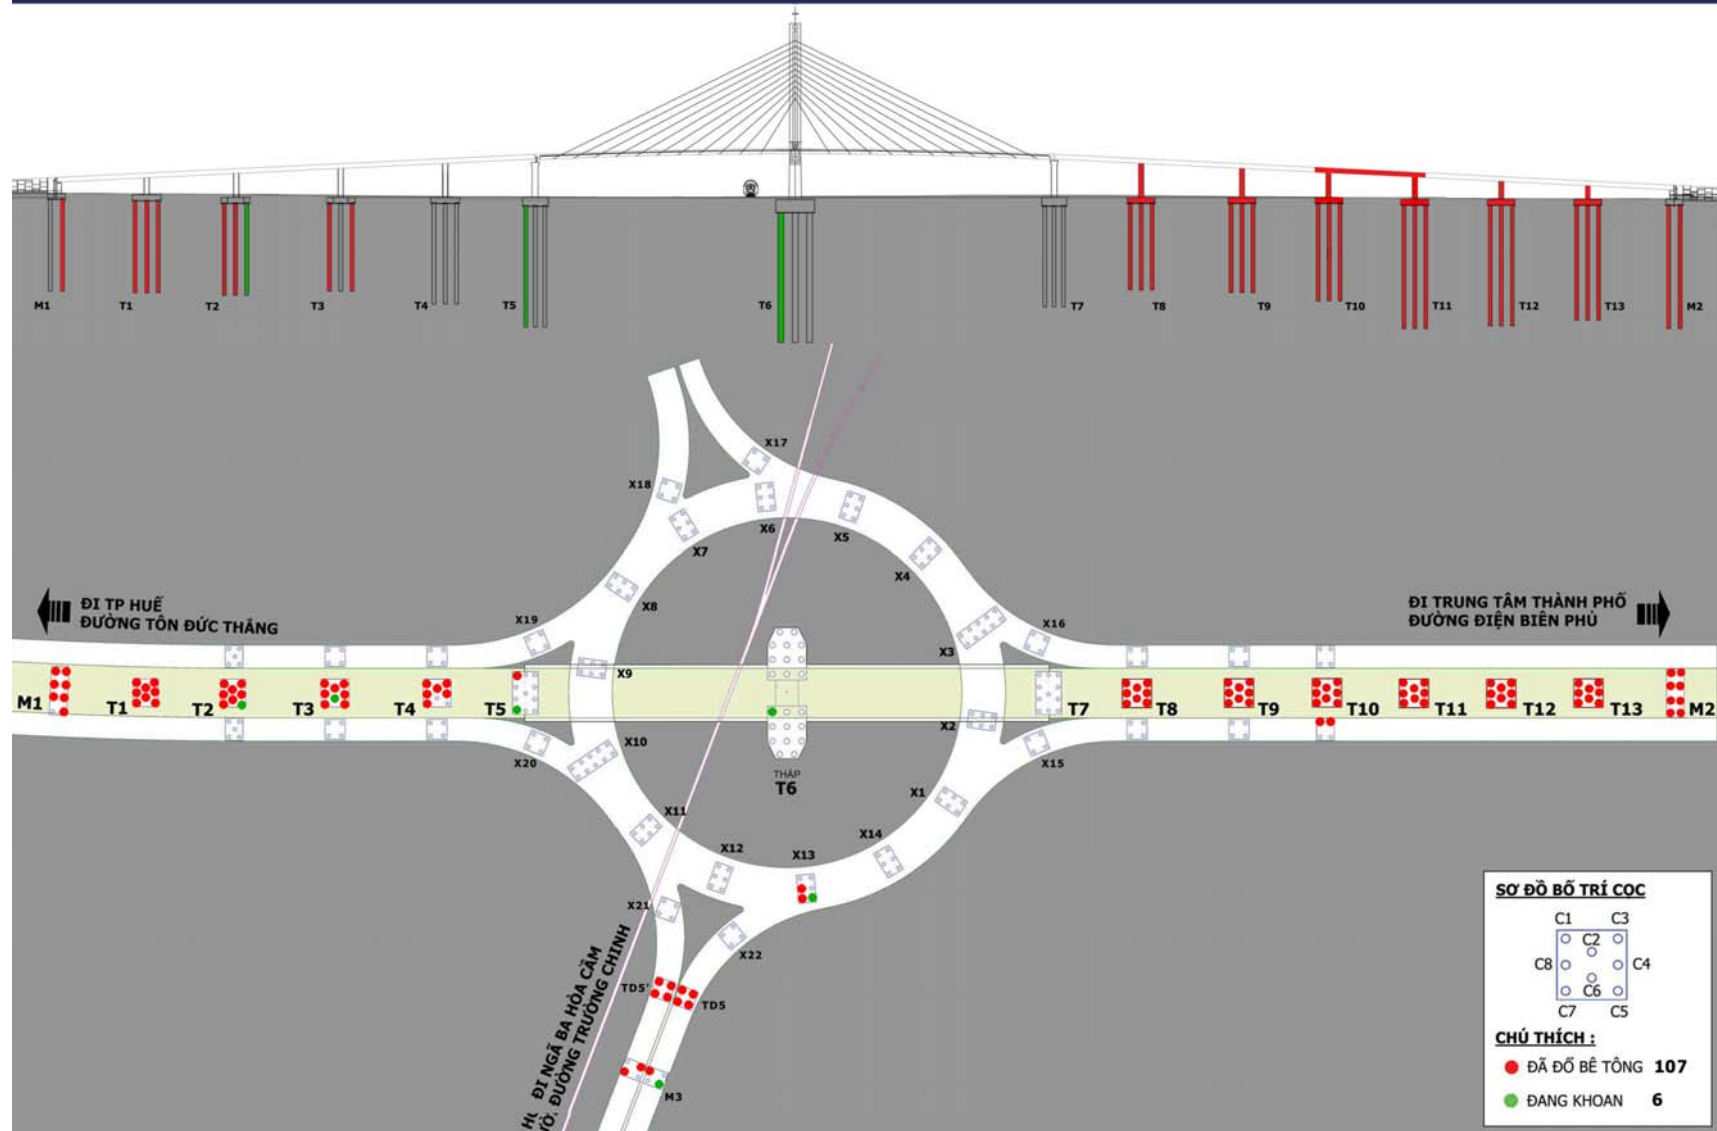 M1
T1
T2
T3
T4
T5
T6
T7
T8
T9
T10
T11
T12
T13
M2
X17
X18
X6
X5
X7
X4
X8
ĐI TP HUẾ
ĐƯỜNG TÔN ĐỨC THẮNG
ĐI TRUNG TÂM THÀNH PHỐ
ĐƯỜNG ĐIỆN BIÊN PHỦ
X19
X16
X3
X9
M1
T1
T2
T3
T4
T5
T7
T8
T9
T10
T11
T12
T13
M2
X2
X10
X20
X15
THÁP
T6
X1
X11
X14
X12
X13
X21
X22
ĐI NGÃ BA HÒA CẦM
ĐƯỜNG TRƯỜNG CHINH
TD5'
TD5
M3
SƠ ĐỒ BỐ TRÍ CỌC
C1
C3
C2
C8
C4
C6
C7
C5
CHÚ THÍCH :
ĐÃ ĐỔ BÊ TÔNG 107
ĐANG KHOAN 6